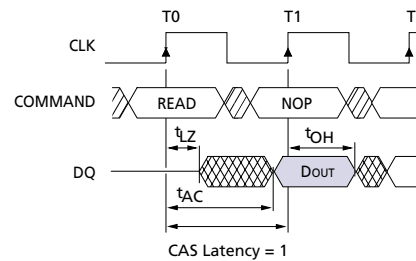 T0 T1 T
CLK
COMMAND READ NOP
tLZ tOH
DQ DOUT
tAC
CAS Latency = 1